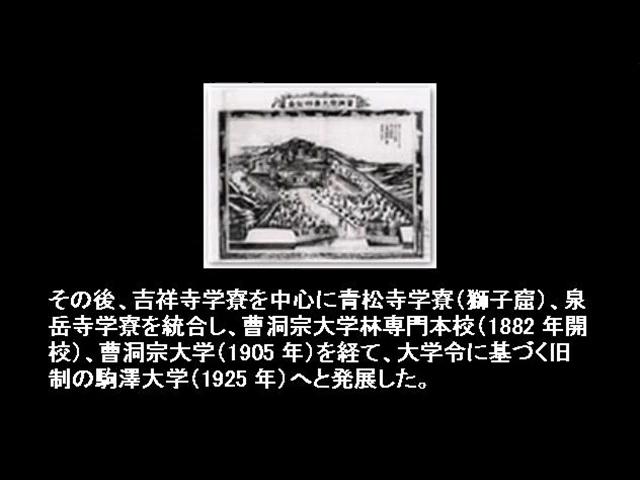 その後、吉祥寺学寮を中心に青松寺学寮（獅子窟）、泉
岳寺学寮を統合し、曹洞宗大学林専門本校（1882 年開
校）、曹洞宗大学（1905 年）を経て、大学令に基づく旧
制の駒澤大学（1925 年）へと発展した。